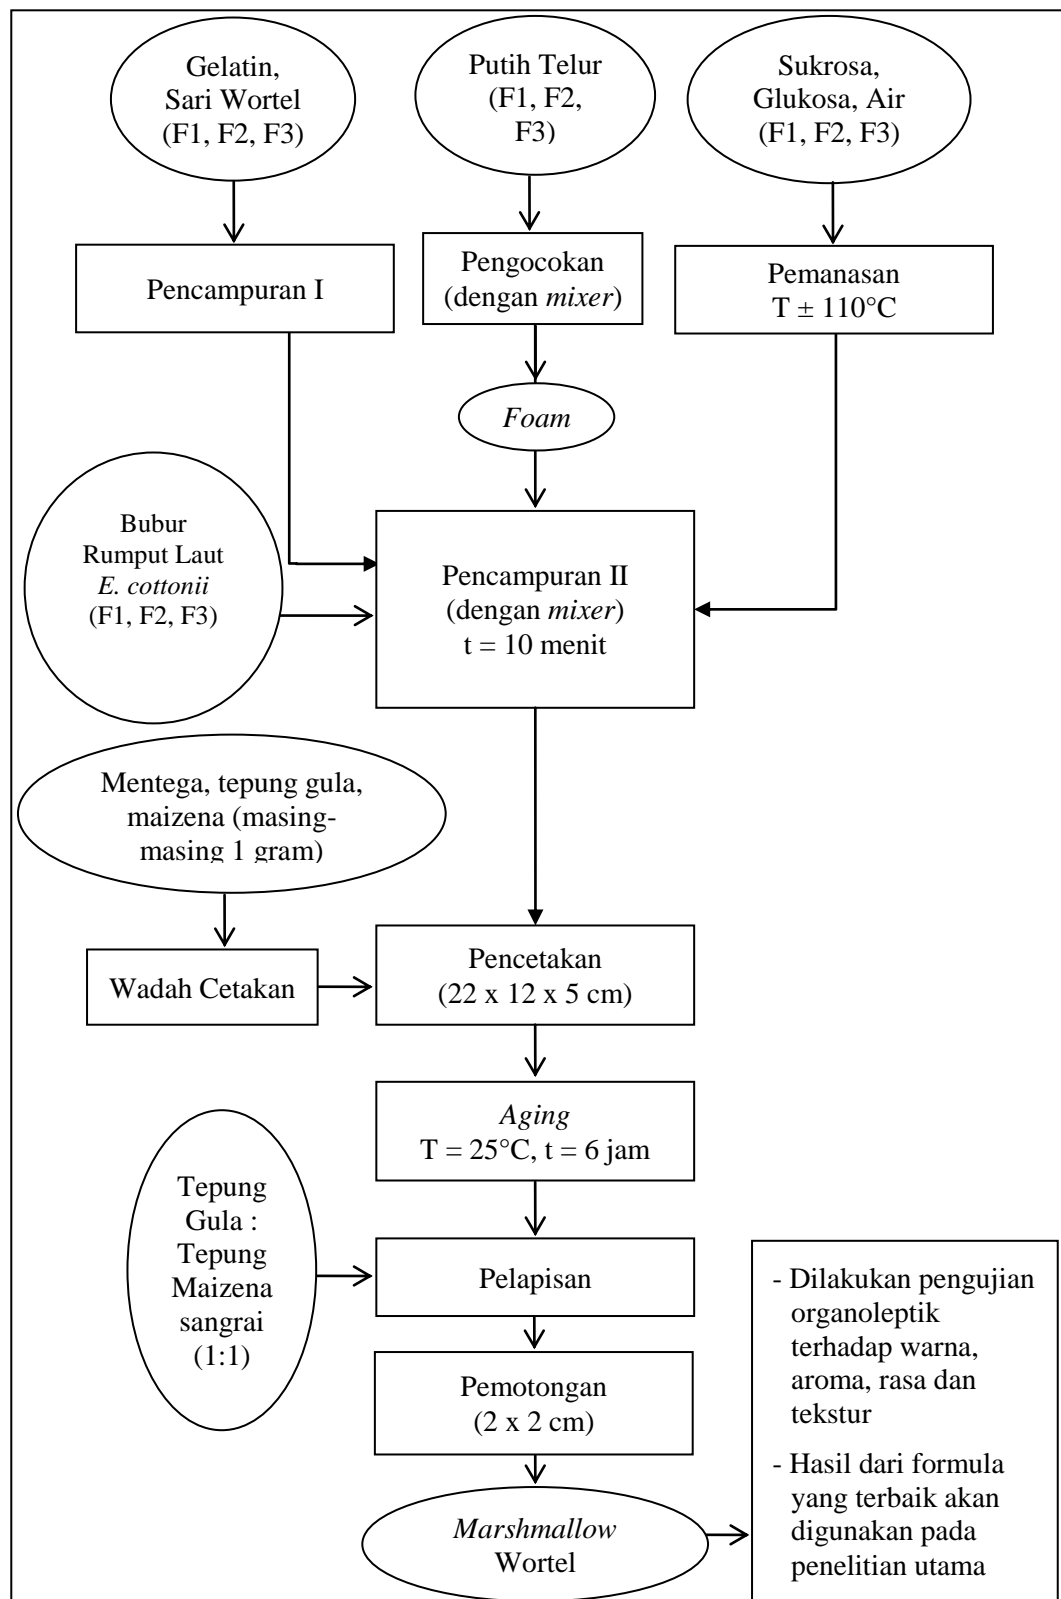 Gelatin,
Sari Wortel
(F1, F2, F3)
Putih Telur
(F1, F2,
F3)
Sukrosa,
Glukosa, Air
(F1, F2, F3)
Pencampuran I
Pengocokan
(dengan mixer)
Pemanasan
T ± 110°C
Foam
Bubur
Rumput Laut
E. cottonii
(F1, F2, F3)
Pencampuran II
(dengan mixer)
t = 10 menit
Mentega, tepung gula,
maizena (masing-
masing 1 gram)
Wadah Cetakan
Pencetakan
(22 x 12 x 5 cm)
Aging
T = 25°C, t = 6 jam
Tepung
Gula :
Tepung
Maizena
sangrai
(1:1)
Pelapisan
Pemotongan
(2 x 2 cm)
Marshmallow
Wortel
- Dilakukan pengujian
organoleptik
terhadap warna,
aroma, rasa dan
tekstur
- Hasil dari formula
yang terbaik akan
digunakan pada
penelitian utama